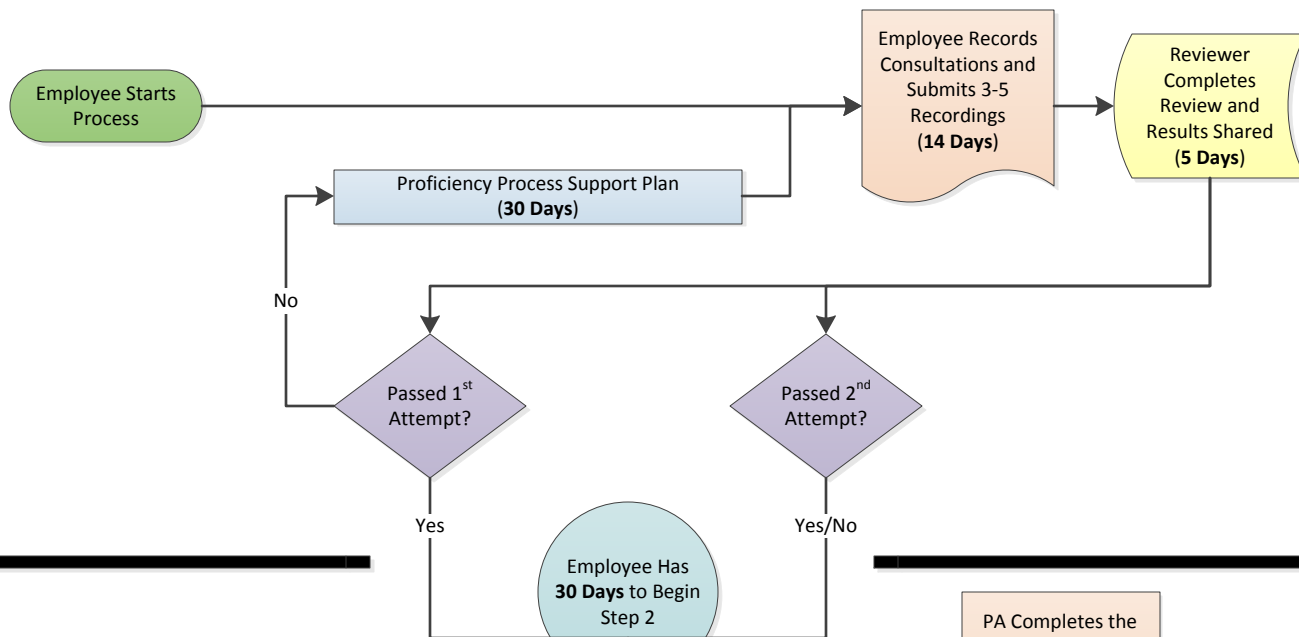 Employee Starts
Process
Employee Records
Consultations and
Submits 3-5
Recordings
(14 Days)
Reviewer
Completes
Review and
Results Shared
(5 Days)
Proficiency Process Support Plan
(30 Days)
No
Passed 1st
Attempt?
Passed 2nd
Attempt?
Yes
Yes/No
Employee Has
30 Days to Begin
Step 2
PA Completes the